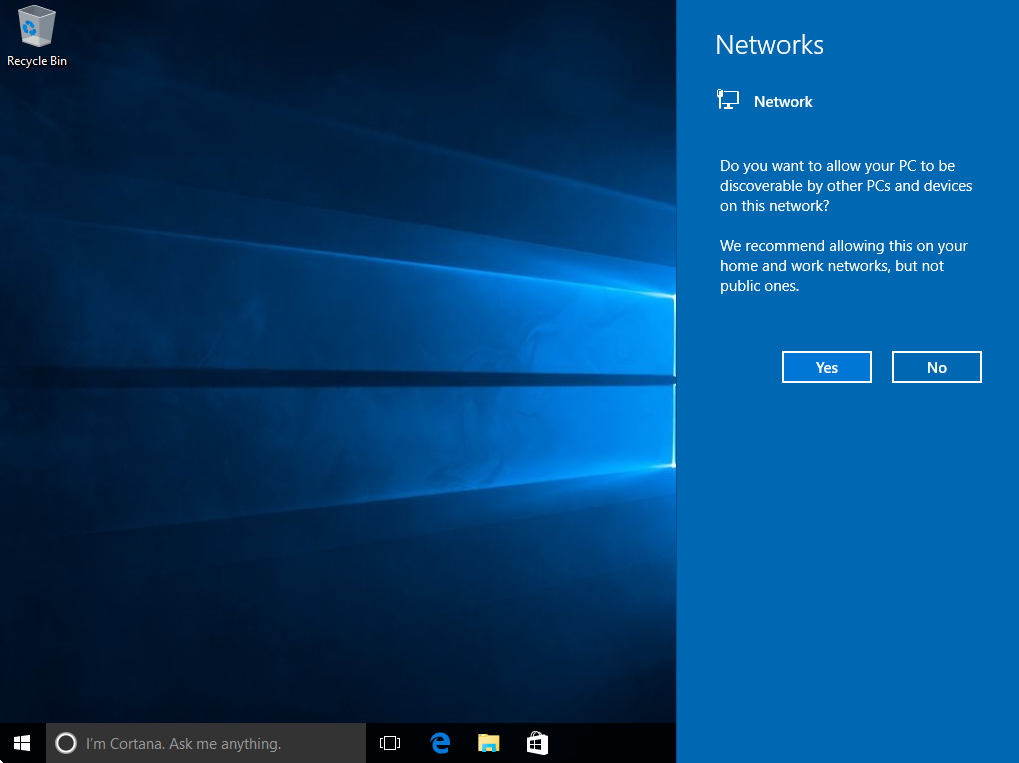 Recycle Bin
Networks
Network
Do you want to allow your PC to be
discoverable by other PCs and devices
on this network?
We recommend allowing this on your
home and work networks, but not
public ones.
Yes
No
I'm Cortana. Ask me anything.